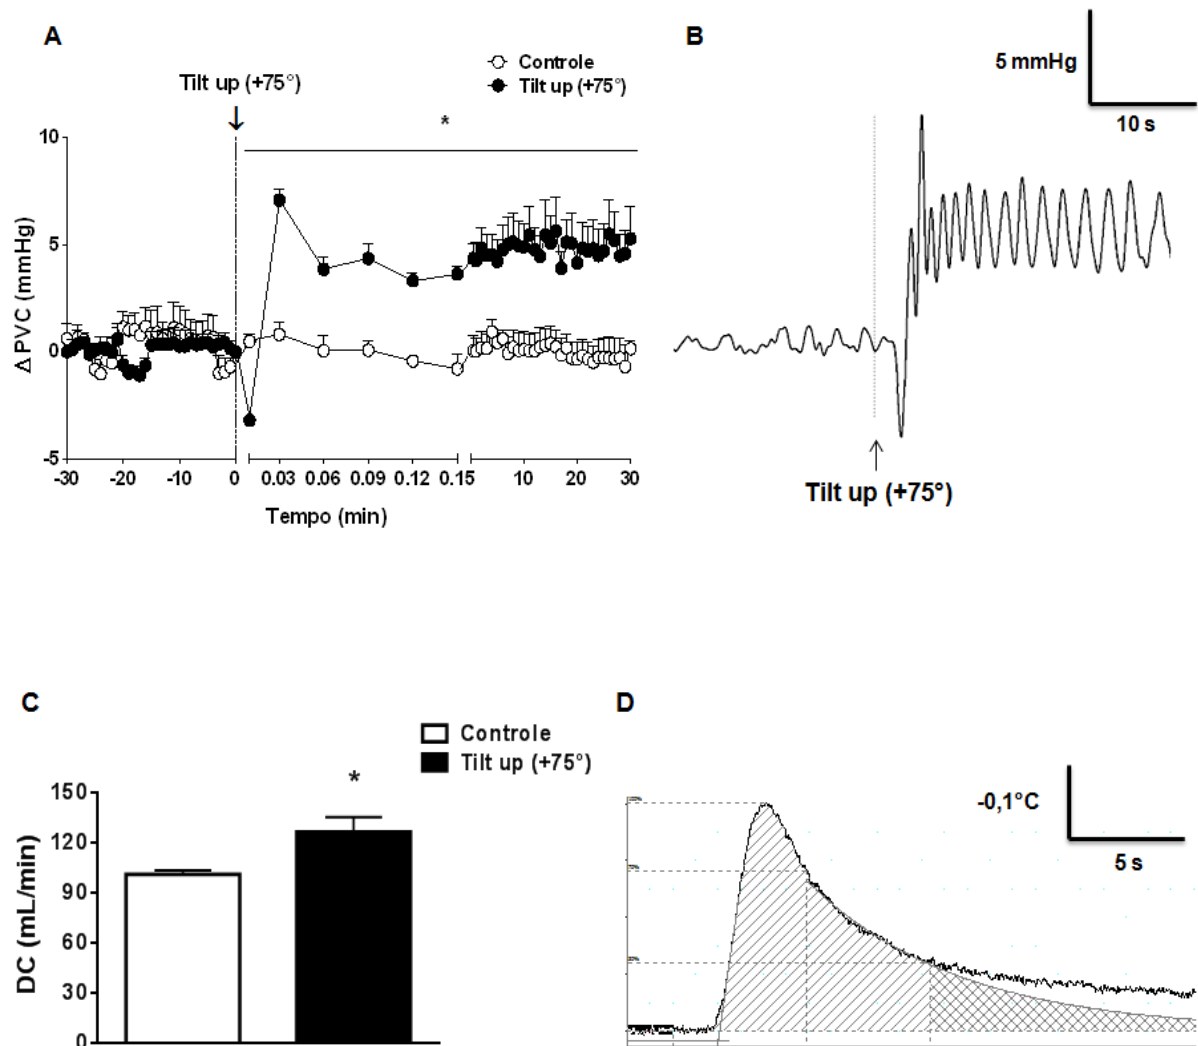 A
Controle
Tilt up (+75°)
Tilt up (+75°)
*
10
5
0
-5
Δ PVC (mmHg)
-30 -20 -10 0 0.03 0.06 0.09 0.12 0.15 10 20 30
Tempo (min)
B
5 mmHg
10 s
Tilt up (+75°)
C
Controle
Tilt up (+75°)
*
150
120
90
60
30
0
DC (mL/min)
D
-0,1°C
5 s